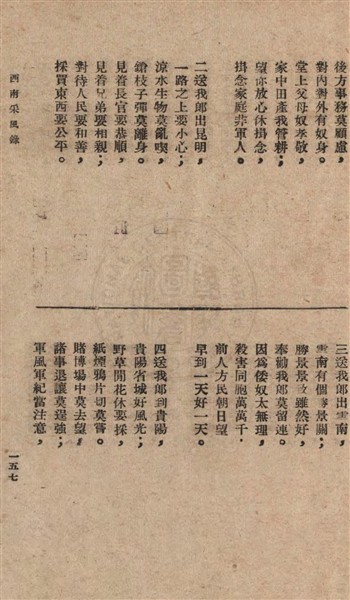 後方事務莫顧慮，
對內對外有奴身。
堂上父母奴孝敬，
家中田產我管耕；
望你放心休掛念，
掛念家庭非軍人。
二送我郎出昆明，
一路之上要小心；
涼水生物莫亂喫，
鎗枝子彈莫離身。
見着長官要恭順，
見着兄弟要相親；
對待人民要和善，
採買東西要公平。
三送我郎出雲南，
雲南有個景關；
勝景景雖然好，
奉勸我郎莫留連。
因爲倭奴太無理，
殺害同胞萬萬千，
前人方民朝日望
早到一天好一天。
四送我郎到貴陽，
貴陽省城好風光；
野草開花休要採，
紙煙鴉片切莫嘗。
賭博場中莫去望，
諸事退讓莫逞強；
軍風軍紀當注意，
西南采風錄
一五七